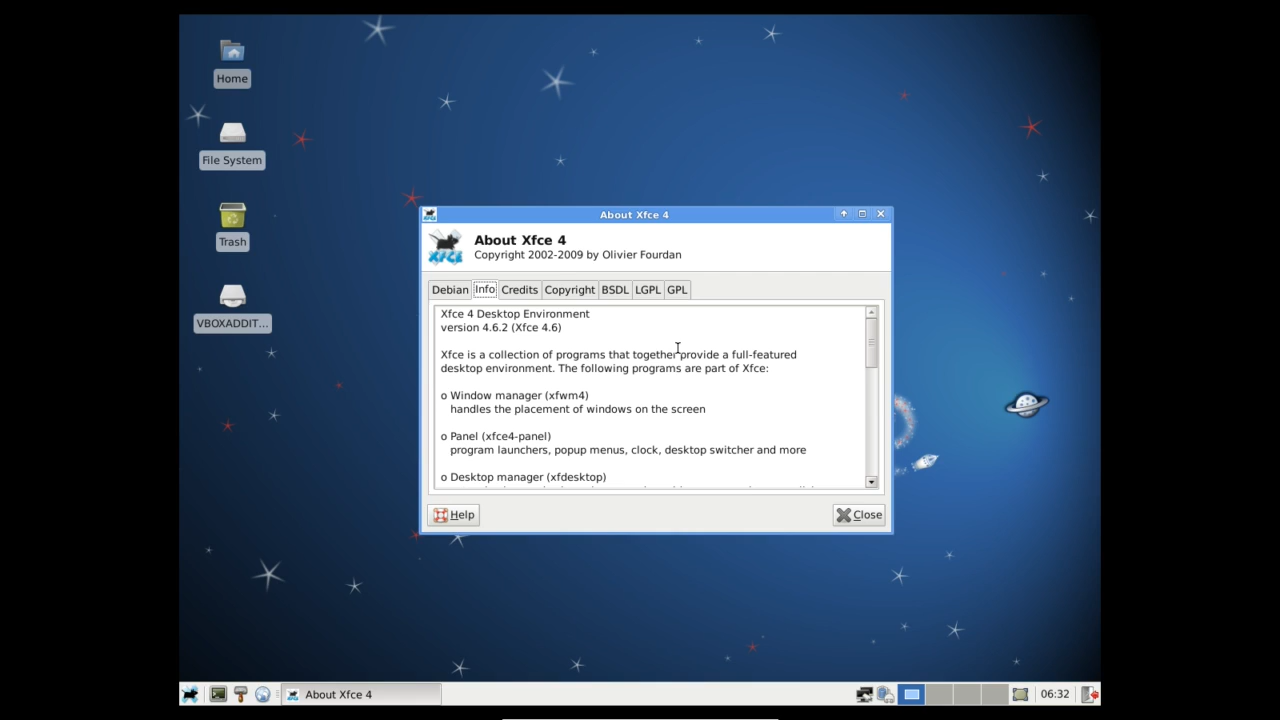 Home
File System
Trash
VBOXADDIT...
About Xfce 4
About Xfce 4
Copyright 2002-2009 by Olivier Fourdan
XFCE
Debian Info Credits Copyright BSDL LGPL GPL
Xfce 4 Desktop Environment
version 4.6.2 (Xfce 4.6)
Xfce is a collection of programs that together provide a full-featured
desktop environment. The following programs are part of Xfce:
o Window manager (xfwm4)
handles the placement of windows on the screen
o Panel (xfce4-panel)
program launchers, popup menus, clock, desktop switcher and more
o Desktop manager (xfdesktop)
Help Close
About Xfce 4 06:32